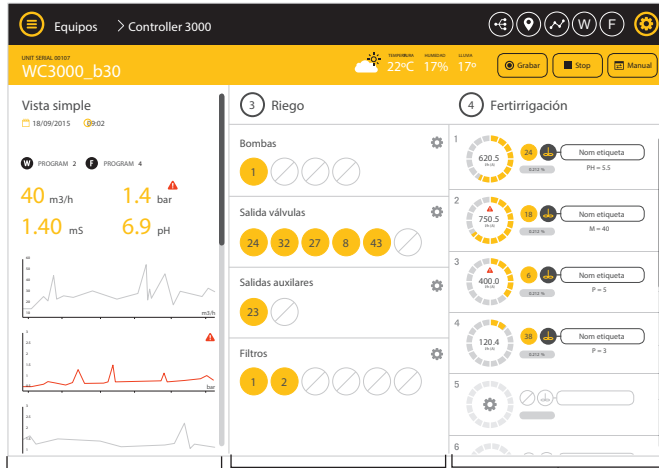 Equipos > Controller 3000
W F
UNIT SERIAL 00107
WC3000_b30
TEMPERATURA HUMEDAD LLUVIA
22ºC 17% 17º
Grabar
Stop
Manual
Vista simple
18/09/2015 09:02
W PROGRAM 2 F PROGRAM 4
40 m3/h 1.4 bar
1.40 mS 6.9 pH
m3/h
bar
3 Riego
Bombas
1
Salida válvulas
24 32 27 8 43
Salidas auxilares
23
Filtros
1 2
4 Fertirrigación
1
620.5
24
Nom etiqueta
PH = 5.5
2
750.5
18
Nom etiqueta
M = 40
3
400.0
6
Nom etiqueta
P = 5
4
120.4
38
Nom etiqueta
P = 3
5
6